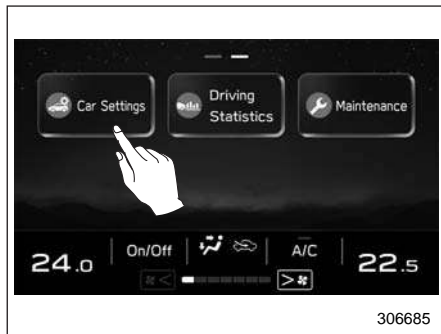 Car Settings
Driving
Statistics
Maintenance
24.0
On/Off
A/C
22.5
306685